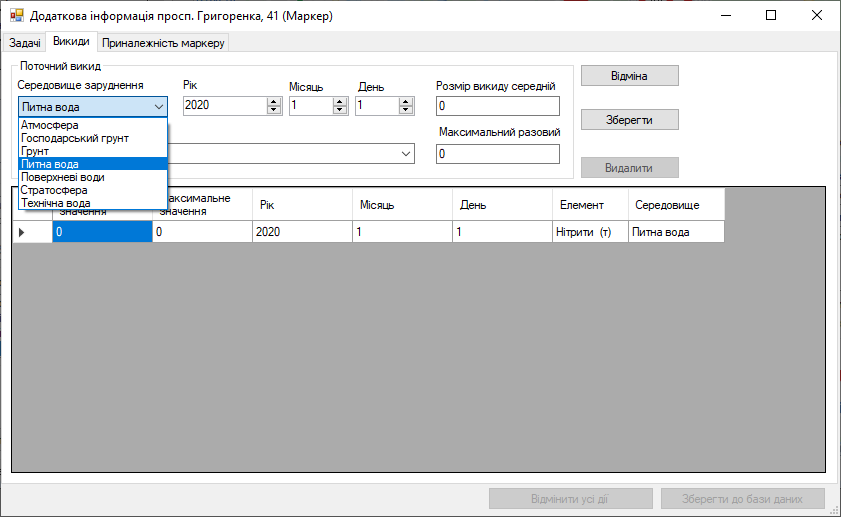 Додаткова інформація просп. Григоренка, 41 (Маркер)
Задачі Викиди Приналежність маркеру
Поточний викид
Середовище заруднення Рік Місяць День Розмір викиду середній
Питна вода 2020 1 1 0
Атмосфера
Господарський грунт
Грунт
Питна вода
Поверхневі води
Стратосфера
Технічна вода
Максимальний разовий
0
Відміна
Зберегти
Видалити
значення
значення Рік Місяць День Елемент Середовище
0 0 2020 1 1 Нітрити (т) Питна вода
Відмінити усі дії Зберегти до бази даних